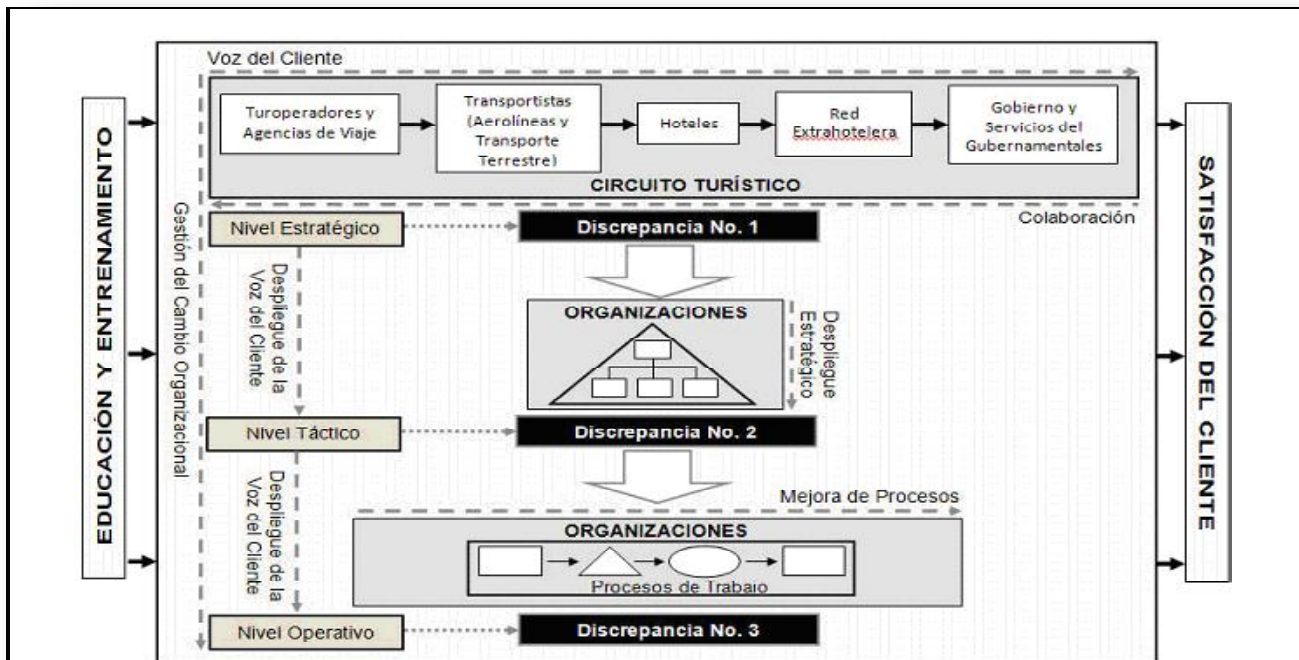 Voz del Cliente
Turoperadores y
Agencias de Viaje
Transportistas
(Aerolíneas y
Transporte
Terrestre)
Hoteles
Red
Extrahotelera
Gobierno y
Servicios del
Gubernamentales
CIRCUITO TURÍSTICO
Colaboración
EDUCACIÓN Y ENTRENAMIENTO
Gestión del Cambio Organizacional
Nivel Estratégico
Discrepancia No. 1
Despliegue de la
Voz del Cliente
ORGANIZACIONES
Despliegue
Estratégico
Nivel Táctico
Discrepancia No. 2
Despliegue de la
Voz del Cliente
Mejora de Procesos
ORGANIZACIONES
Procesos de Trabajo
Nivel Operativo
Discrepancia No. 3
SATISFACCIÓN DEL CLIENTE